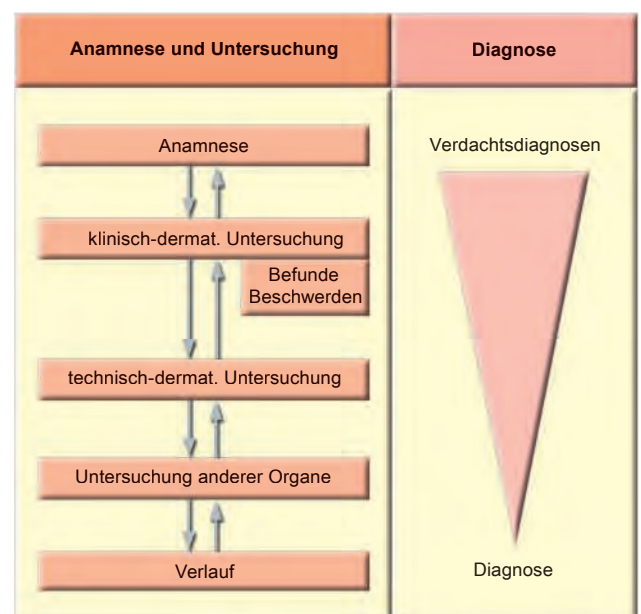 Anamnese und Untersuchung
Diagnose
Anamnese
klinisch-dermat. Untersuchung
Befunde
Beschwerden
technisch-dermat. Untersuchung
Untersuchung anderer Organe
Verlauf
Verdachtsdiagnosen
Diagnose